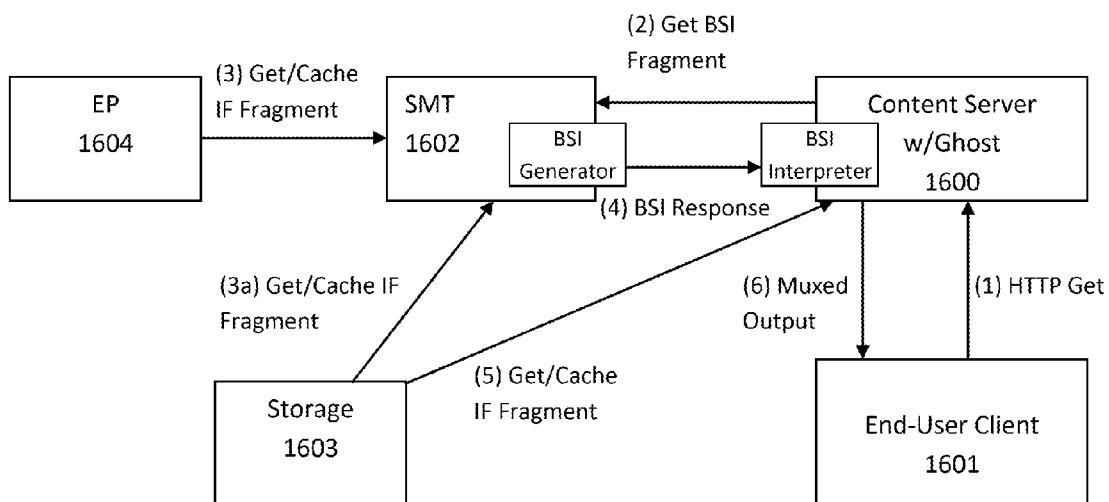 (2) Get BSI
Fragment
(3) Get/Cache
IF Fragment
EP
1604
SMT
1602
Content Server
w/Ghost
1600
BSI
Generator
BSI
Interpreter
(4) BSI Response
(3a) Get/Cache IF
Fragment
(6) Muxed
Output
(1) HTTP Get
(5) Get/Cache
IF Fragment
Storage
1603
End-User Client
1601